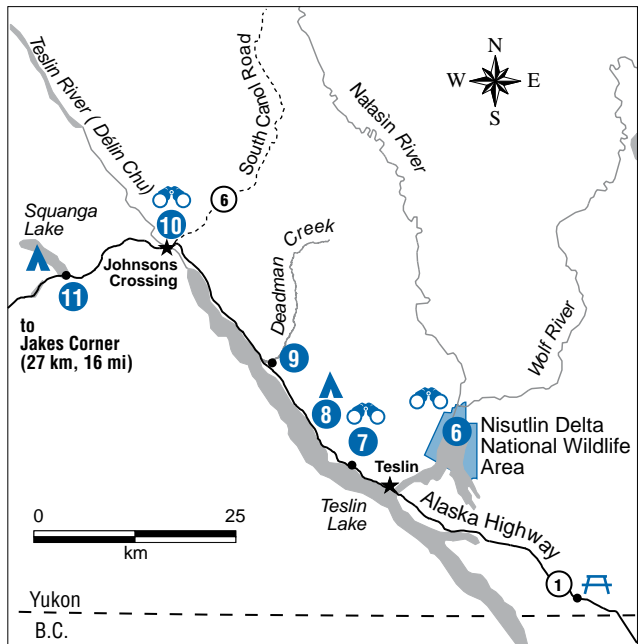 N
W E
S
Teslin River ( Délin Chu)
South Canol Road
6
Nalasìn River
Squanga
Lake
10
Johnsons
Crossing
11
to
Jakes Corner
(27 km, 16 mi)
Deadman Creek
9
Wolf River
8
7
6
Nisutlin Delta
National Wildlife
Area
Teslin
Teslin
Lake
Alaska Highway
0 25
km
1
Yukon
B.C.